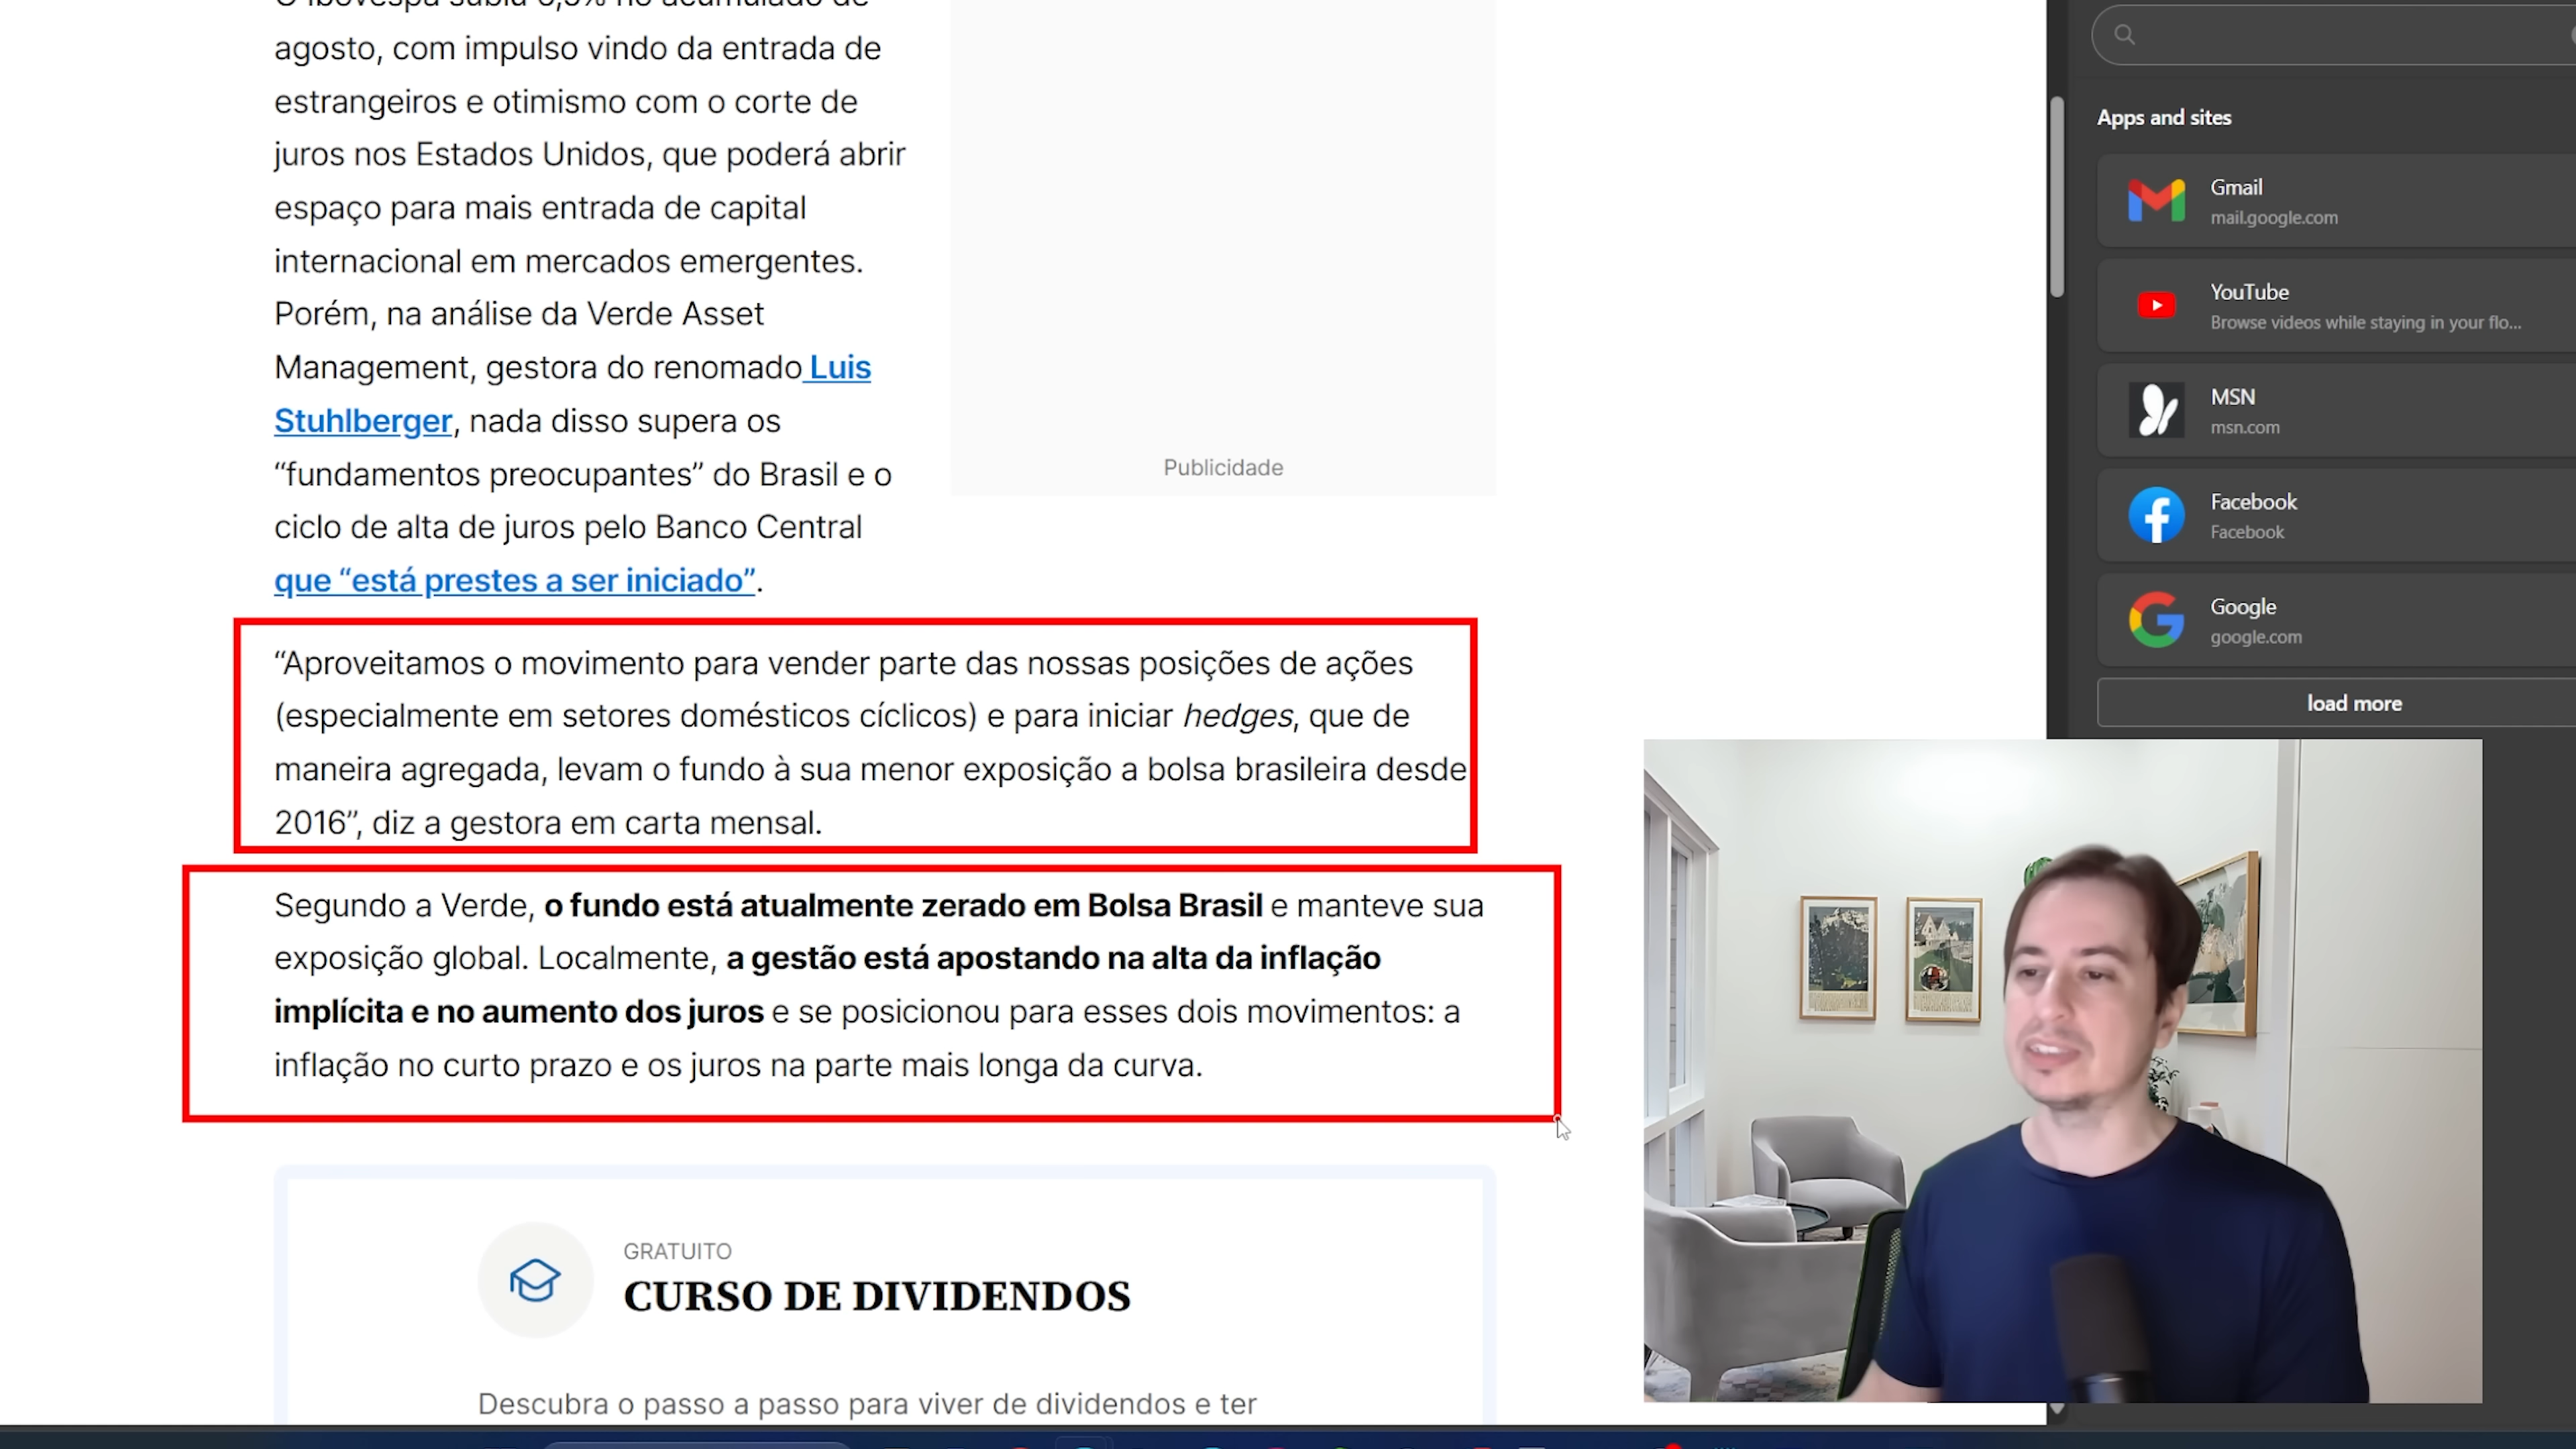 agosto, com impulso vindo da entrada de
estrangeiros e otimismo com o corte de
juros nos Estados Unidos, que poderá abrir
espaço para mais entrada de capital
internacional em mercados emergentes.
Porém, na análise da Verde Asset
Management, gestora do renomado Luis
Stuhlberger, nada disso supera os
“fundamentos preocupantes” do Brasil e o
ciclo de alta de juros pelo Banco Central
que “está prestes a ser iniciado”.
Publicidade
“Aproveitamos o movimento para vender parte das nossas posições de ações
(especialmente em setores domésticos cíclicos) e para iniciar hedges, que de
maneira agregada, levam o fundo à sua menor exposição a bolsa brasileira desde
2016”, diz a gestora em carta mensal.
Segundo a Verde, o fundo está atualmente zerado em Bolsa Brasil e manteve sua
exposição global. Localmente, a gestão está apostando na alta da inflação
implícita e no aumento dos juros e se posicionou para esses dois movimentos: a
inflação no curto prazo e os juros na parte mais longa da curva.
GRATUITO
CURSO DE DIVIDENDOS
Descubra o passo a passo para viver de dividendos e ter
Apps and sites
Gmail
mail.google.com
YouTube
Browse videos while staying in your flo...
MSN
msn.com
Facebook
Facebook
Google
google.com
load more